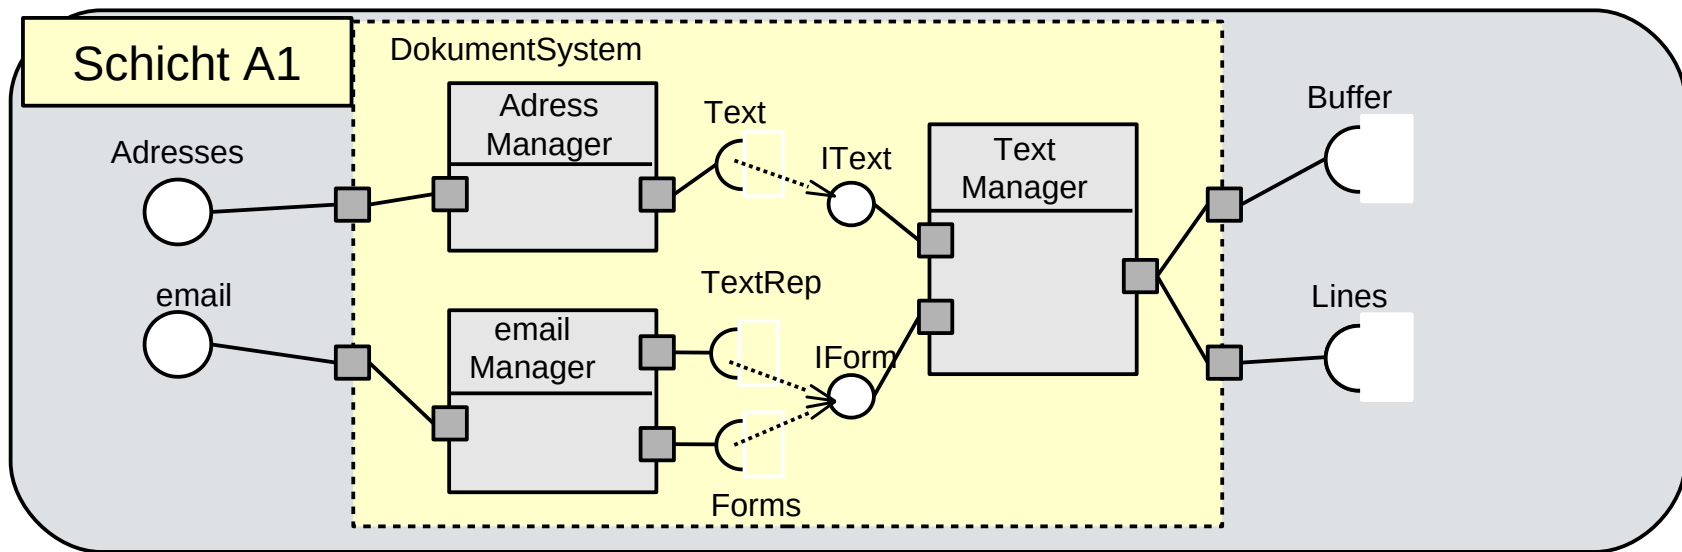 Schicht A1
DokumentSystem
Adresses
email
Adress
Manager
email
Manager
Text
TextRep
Forms
IText
IForm
Text
Manager
Buffer
Lines